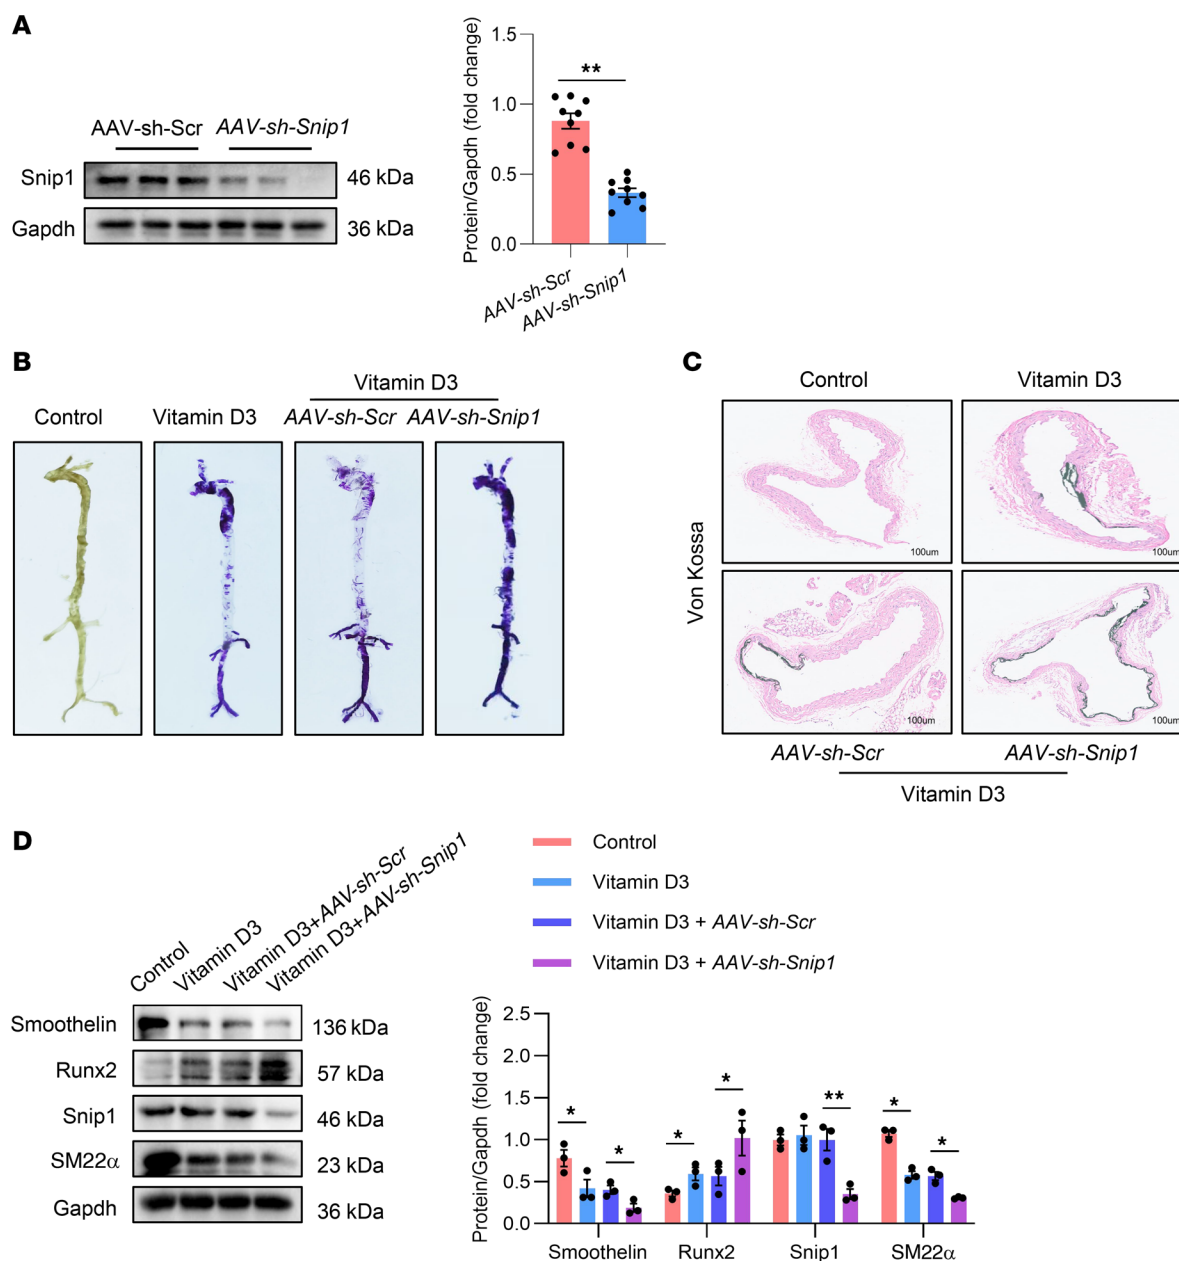 A
AAV-sh-Scr AAV-sh-Snip1
Snip1 46 kDa
Gapdh 36 kDa
Protein/Gapdh (fold change)
1.5
1.0
0.5
0.0
**
AAV-sh-Scr
AAV-sh-Snip1
B
Vitamin D3
Control Vitamin D3 AAV-sh-Scr AAV-sh-Snip1
C
Control Vitamin D3
Von Kossa
100um 100um
100um 100um
AAV-sh-Scr AAV-sh-Snip1
Vitamin D3
D
Control
Vitamin D3
Vitamin D3+AAV-sh-Scr
Vitamin D3+AAV-sh-Snip1
Smoothelin 136 kDa
Runx2 57 kDa
Snip1 46 kDa
SM22α 23 kDa
Gapdh 36 kDa
Control
Vitamin D3
Vitamin D3 + AAV-sh-Scr
Vitamin D3 + AAV-sh-Snip1
Protein/Gapdh (fold change)
2.5
2.0
1.5
1.0
0.5
0.0
* * * * ** * *
Smoothelin Runx2 Snip1 SM22α